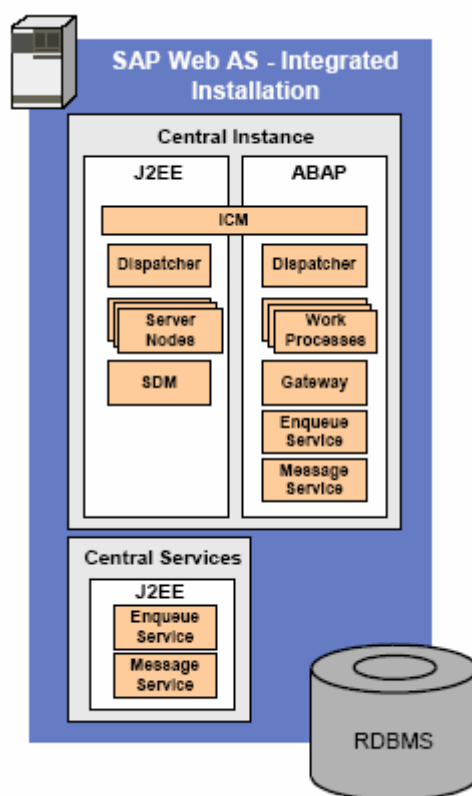 SAP Web AS - Integrated
Installation
Central Instance
J2EE
ABAP
ICM
Dispatcher
Dispatcher
Server
Nodes
Work
Processes
SDM
Gateway
Enqueue
Service
Message
Service
Central Services
J2EE
Enqueue
Service
Message
Service
RDBMS